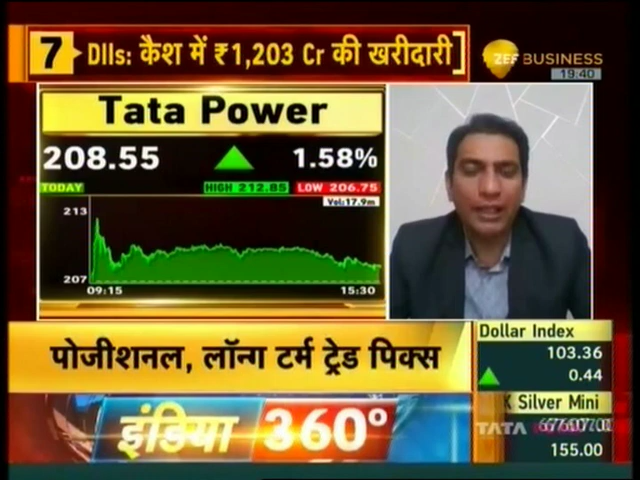 7 DIIs: कैश में ₹1,203 Cr की खरीदारी
ZEE BUSINESS
19:40
Tata Power
208.55 1.58%
TODAY HIGH 212.85 LOW 206.75
Vol:17.9m
213
207
09:15 15:30
पोजीशनल, लॉन्ग टर्म ट्रेड पिक्स
इंडिया 360°
Dollar Index
103.36
0.44
K Silver Mini
TATA
155.00